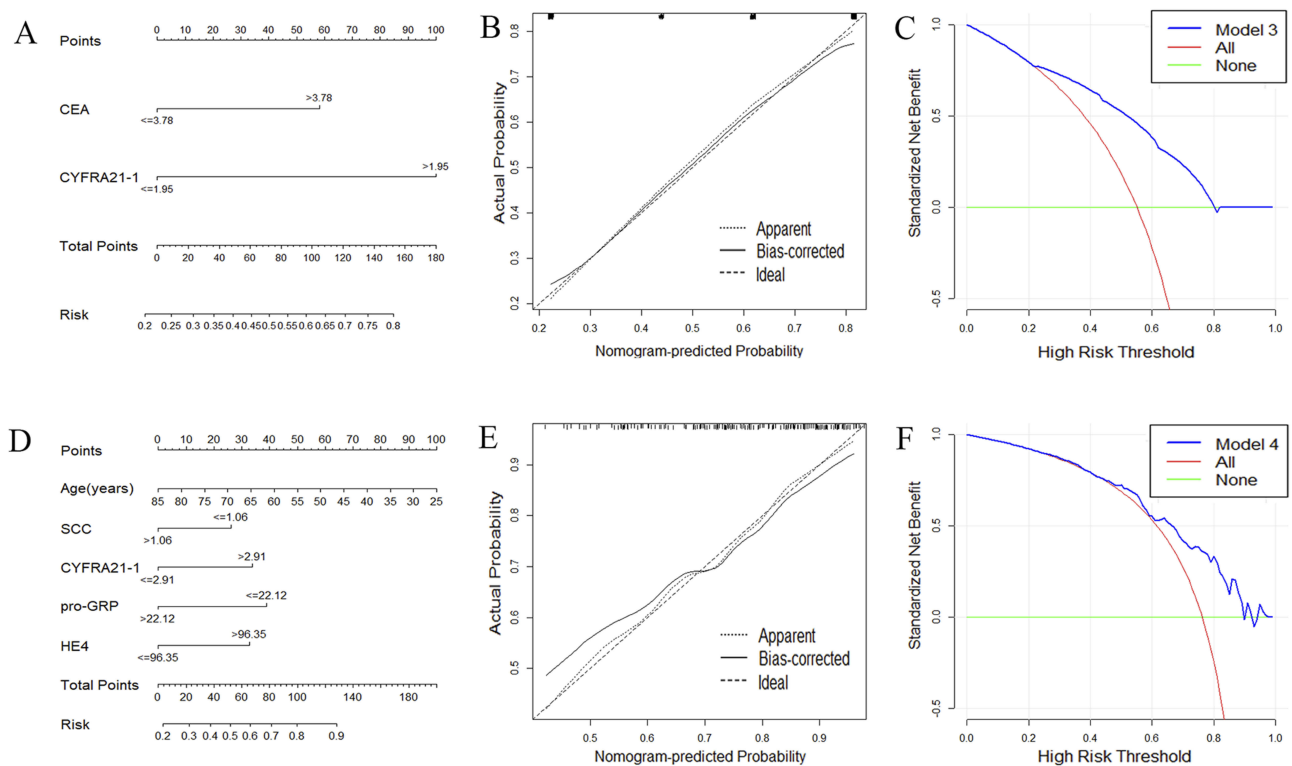 A
Points
0 10 20 30 40 50 60 70 80 90 100
CEA
>3.78
<=3.78
CYFRA21-1
>1.95
<=1.95
Total Points
0 20 40 60 80 100 120 140 160 180
Risk
0.2 0.25 0.3 0.35 0.4 0.45 0.5 0.55 0.6 0.65 0.7 0.75 0.8
B
Actual Probability
0.8
0.7
0.6
0.5
0.4
0.3
0.2
Apparent
Bias-corrected
Ideal
0.2 0.3 0.4 0.5 0.6 0.7 0.8
Nomogram-predicted Probability
C
Standardized Net Benefit
1.0
0.5
0.0
-0.5
Model 3
All
None
0.0 0.2 0.4 0.6 0.8 1.0
High Risk Threshold
D
Points
0 10 20 30 40 50 60 70 80 90 100
Age(years)
85 80 75 70 65 60 55 50 45 40 35 30 25
SCC
<=1.06
>1.06
CYFRA21-1
>2.91
<=2.91
pro-GRP
<=22.12
>22.12
HE4
>96.35
<=96.35
Total Points
0 20 40 60 80 100 140 180
Risk
0.2 0.3 0.4 0.5 0.6 0.7 0.8 0.9
E
Actual Probability
0.9
0.8
0.7
0.6
0.5
Apparent
Bias-corrected
Ideal
0.5 0.6 0.7 0.8 0.9
Nomogram-predicted Probability
F
Standardized Net Benefit
1.0
0.5
0.0
-0.5
Model 4
All
None
0.0 0.2 0.4 0.6 0.8 1.0
High Risk Threshold